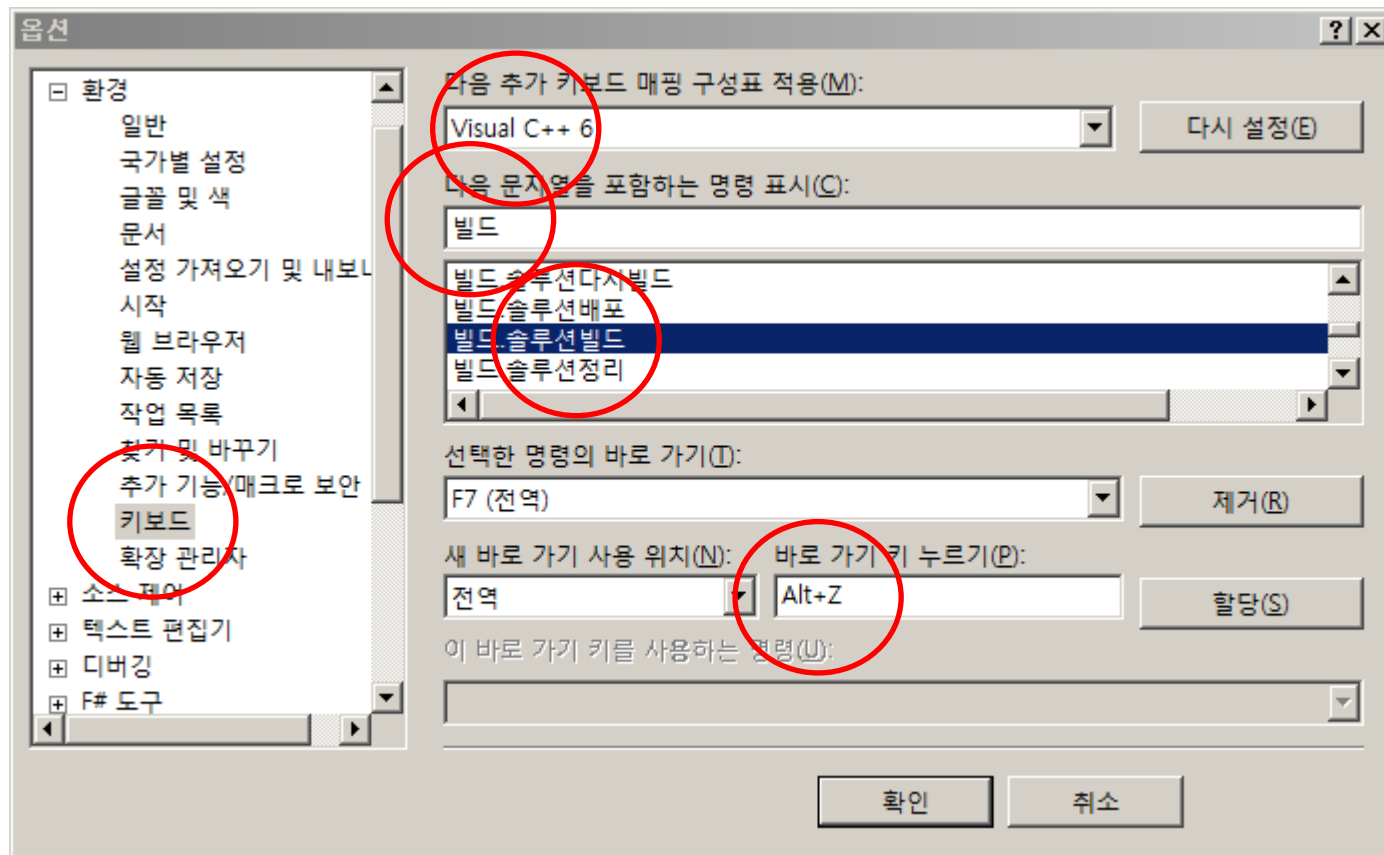 옵션
환경
일반
국가별 설정
글꼴 및 색
문서
설정 가져오기 및 내보나
시작
웹 브라우저
자동 저장
작업 목록
찾기 및 바꾸기
추가 기능/매크로 보안
키보드
확장 관리자
소스 제어
텍스트 편집기
디버깅
F# 도구
다음 추가 키보드 매핑 구성표 적용(M):
Visual C++ 6
다시 설정(E)
다음 문자열을 포함하는 명령 표시(C):
빌드
빌드.솔루션다시빌드
빌드.솔루션배포
빌드.솔루션빌드
빌드.솔루션정리
선택한 명령의 바로 가기(T):
F7 (전역)
제거(R)
새 바로 가기 사용 위치(N): 바로 가기 키 누르기(P):
전역 Alt+Z 할당(S)
이 바로 가기 키를 사용하는 명령(U):
확인 취소